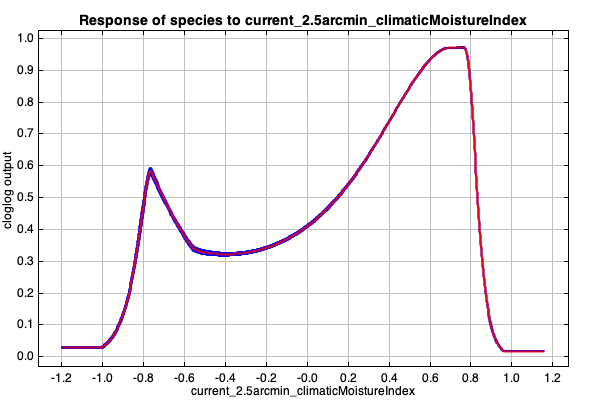 Response of species to current_2.5arcmin_climaticMoistureIndex
1.0
0.9
0.8
0.7
0.6
0.5
0.4
0.3
0.2
0.1
0.0
cloglog output
-1.2 -1.0 -0.8 -0.6 -0.4 -0.2 -0.0 0.2 0.4 0.6 0.8 1.0 1.2
current_2.5arcmin_climaticMoistureIndex